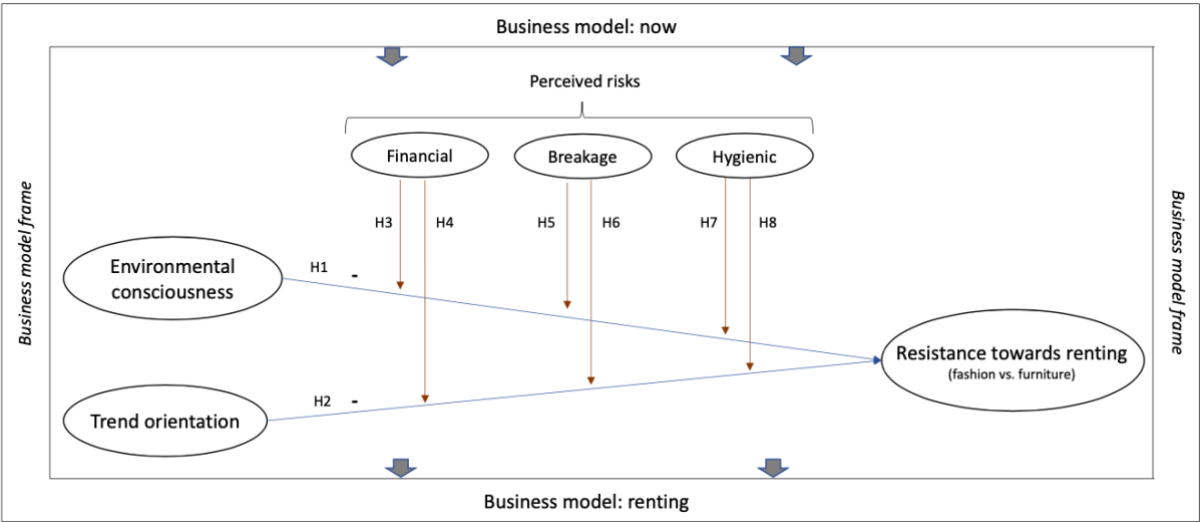 Business model: now
Perceived risks
Financial
Breakage
Hygienic
H3
H4
H5
H6
H7
H8
Business model frame
Business model frame
Environmental
consciousness
H1 -
Resistance towards renting
(fashion vs. furniture)
Trend orientation
H2 -
Business model: renting